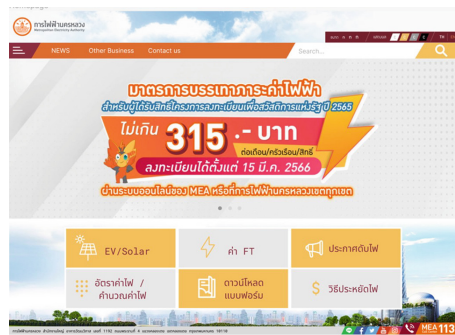 การไฟฟ้านครหลวง
Metropolitan Electricity Authority
NEWS
Other Business
Contact us
Search...
มาตรการบรรเทาภาระค่าไฟฟ้า
สำหรับผู้ได้รับสิทธิ์โครงการลงทะเบียนเพื่อสวัสดิการแห่งรัฐ ปี 2565
ไม่เกิน 315.- บาท
ต่อเดือน/ครัวเรือน/สิทธิ์
ลงทะเบียนได้ตั้งแต่ 15 มี.ค. 2566
ผ่านระบบออนไลน์ของ MEA หรือที่การไฟฟ้านครหลวงเขตทุกเขต
EV/Solar
ค่า FT
ประกาศดับไฟ
อัตราค่าไฟ /
คำนวณค่าไฟ
ดาวน์โหลด
แบบฟอร์ม
วิธีประหยัดไฟ
MEA 113